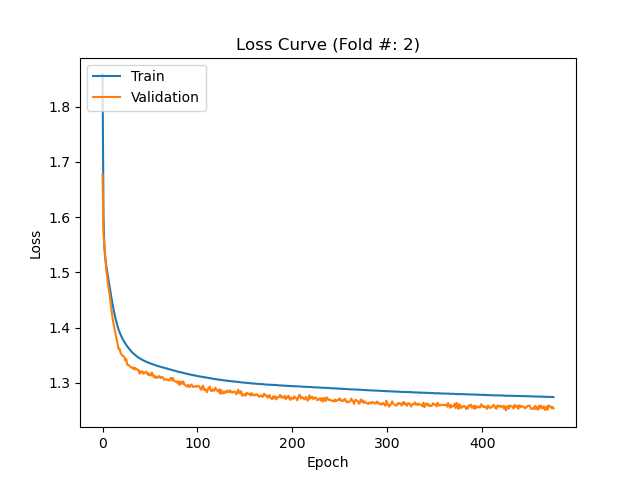 Loss Curve (Fold #: 2)
Train
Validation
1.8
1.7
1.6
1.5
1.4
1.3
Loss
0 100 200 300 400
Epoch